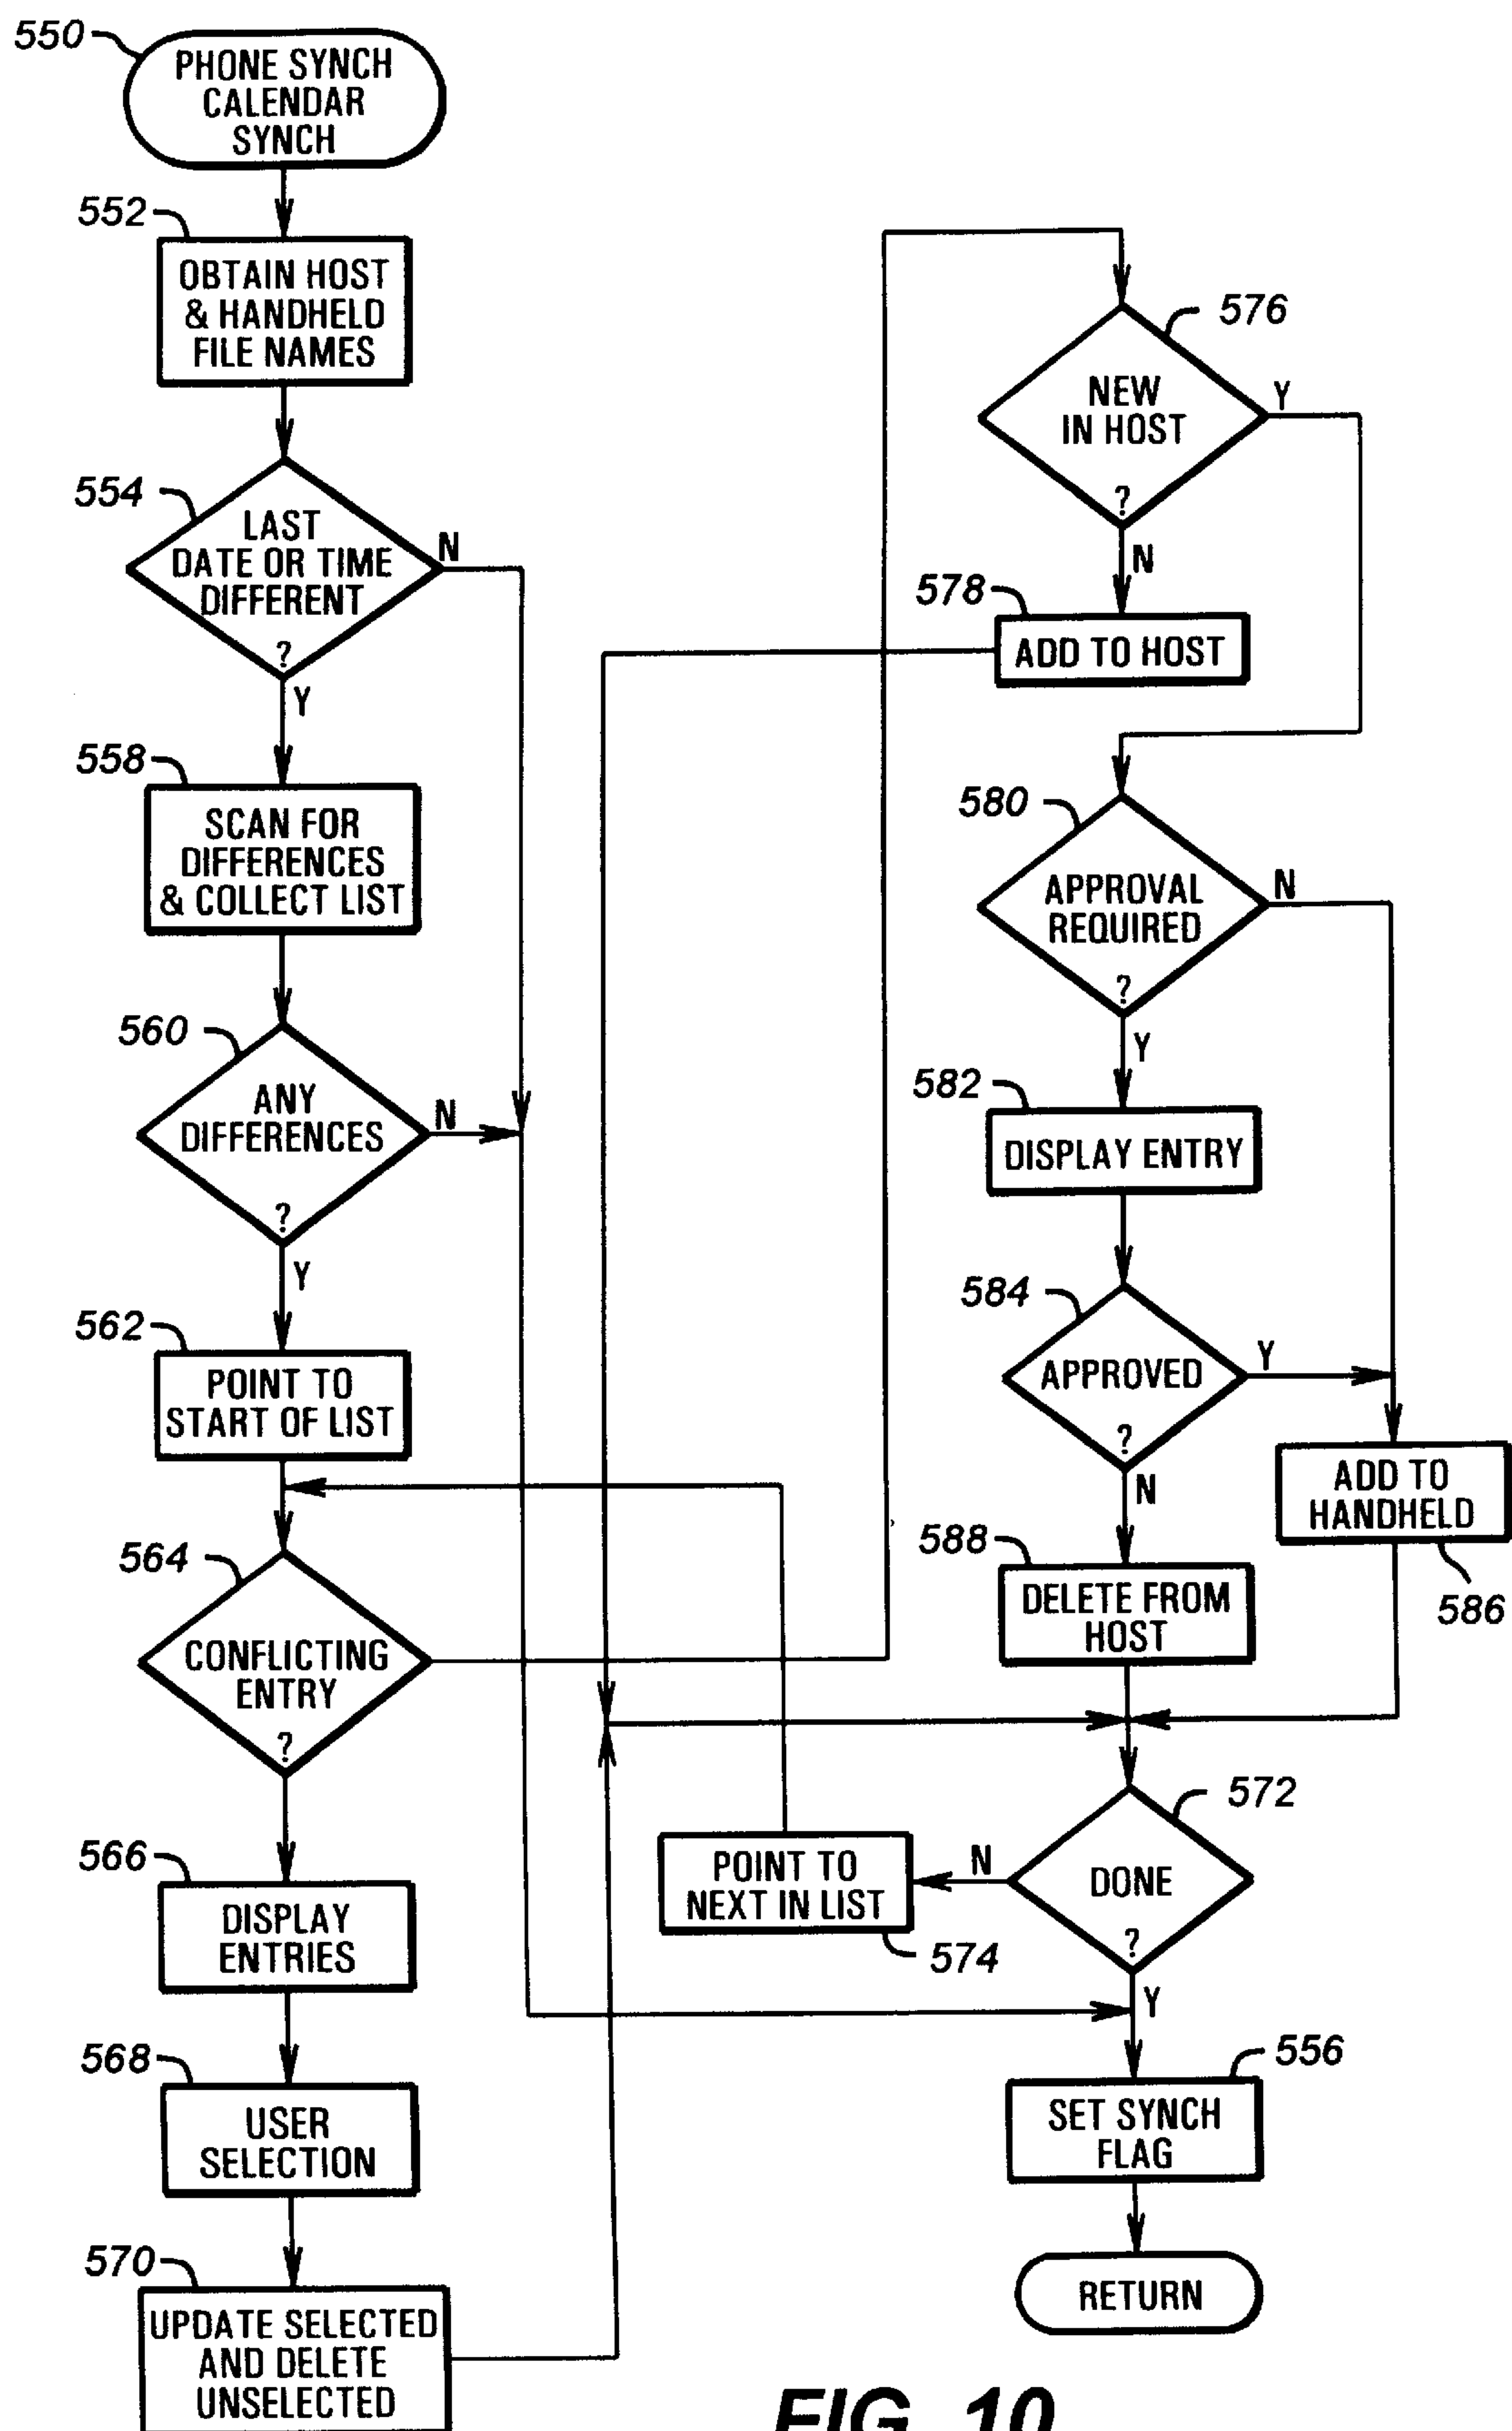 550
PHONE SYNCH
CALENDAR
SYNCH
552
OBTAIN HOST
& HANDHELD
FILE NAMES
554
LAST
DATE OR TIME
DIFFERENT
?
N
Y
558
SCAN FOR
DIFFERENCES
& COLLECT LIST
560
ANY
DIFFERENCES
?
N
Y
562
POINT TO
START OF LIST
564
CONFLICTING
ENTRY
?
566
DISPLAY
ENTRIES
568
USER
SELECTION
570
UPDATE SELECTED
AND DELETE
UNSELECTED
576
NEW
IN HOST
?
Y
N
578
ADD TO HOST
580
APPROVAL
REQUIRED
?
N
Y
582
DISPLAY ENTRY
584
APPROVED
?
Y
N
ADD TO
HANDHELD
586
588
DELETE FROM
HOST
572
DONE
?
N
Y
POINT TO
NEXT IN LIST
574
556
SET SYNCH
FLAG
RETURN
FIG. 10